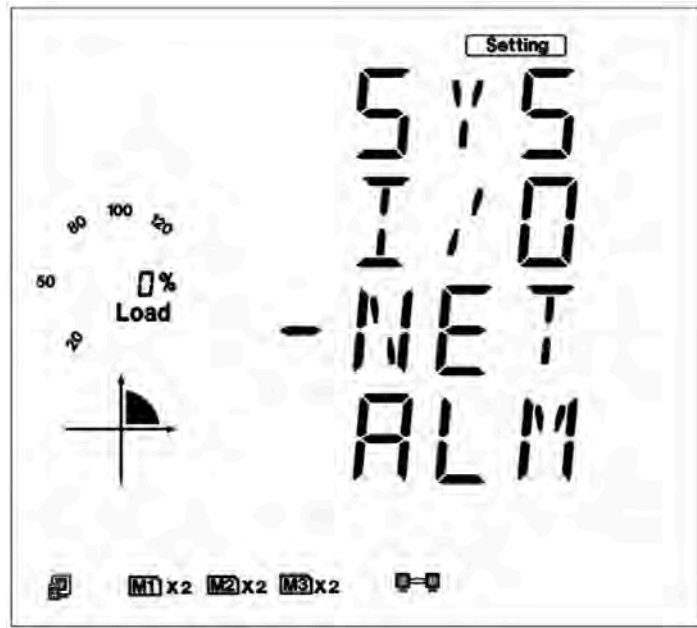 Setting
SYS
I/O
-NET
ALM
100
80
120
50
0%
Load
20
M1 X2 M2 X2 M3 X2